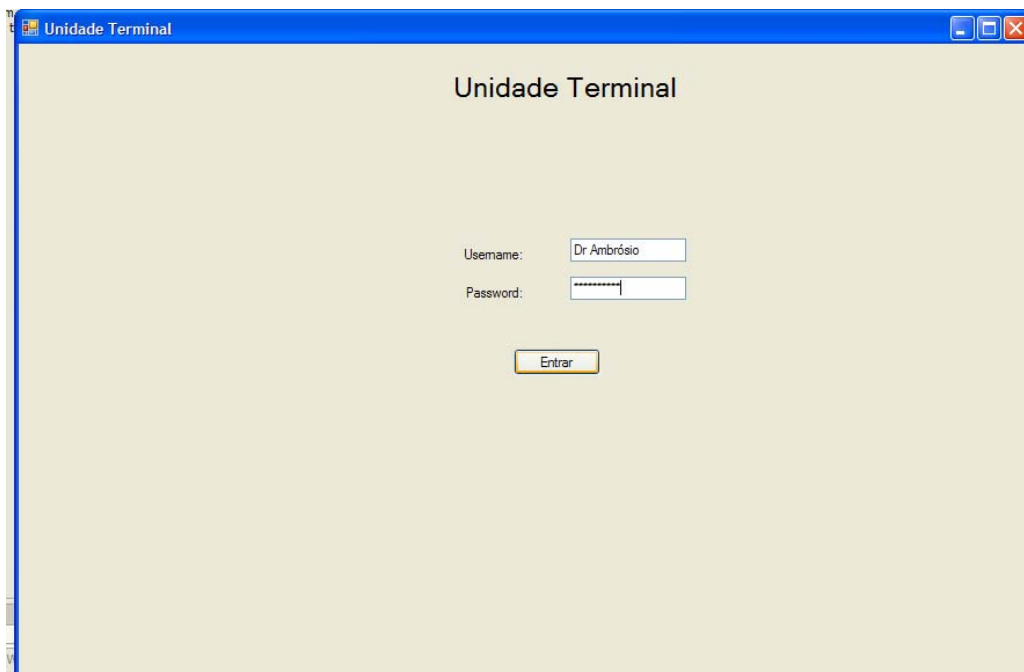 Unidade Terminal
Unidade Terminal
Username: Dr Ambrósio
Password: **********
Entrar